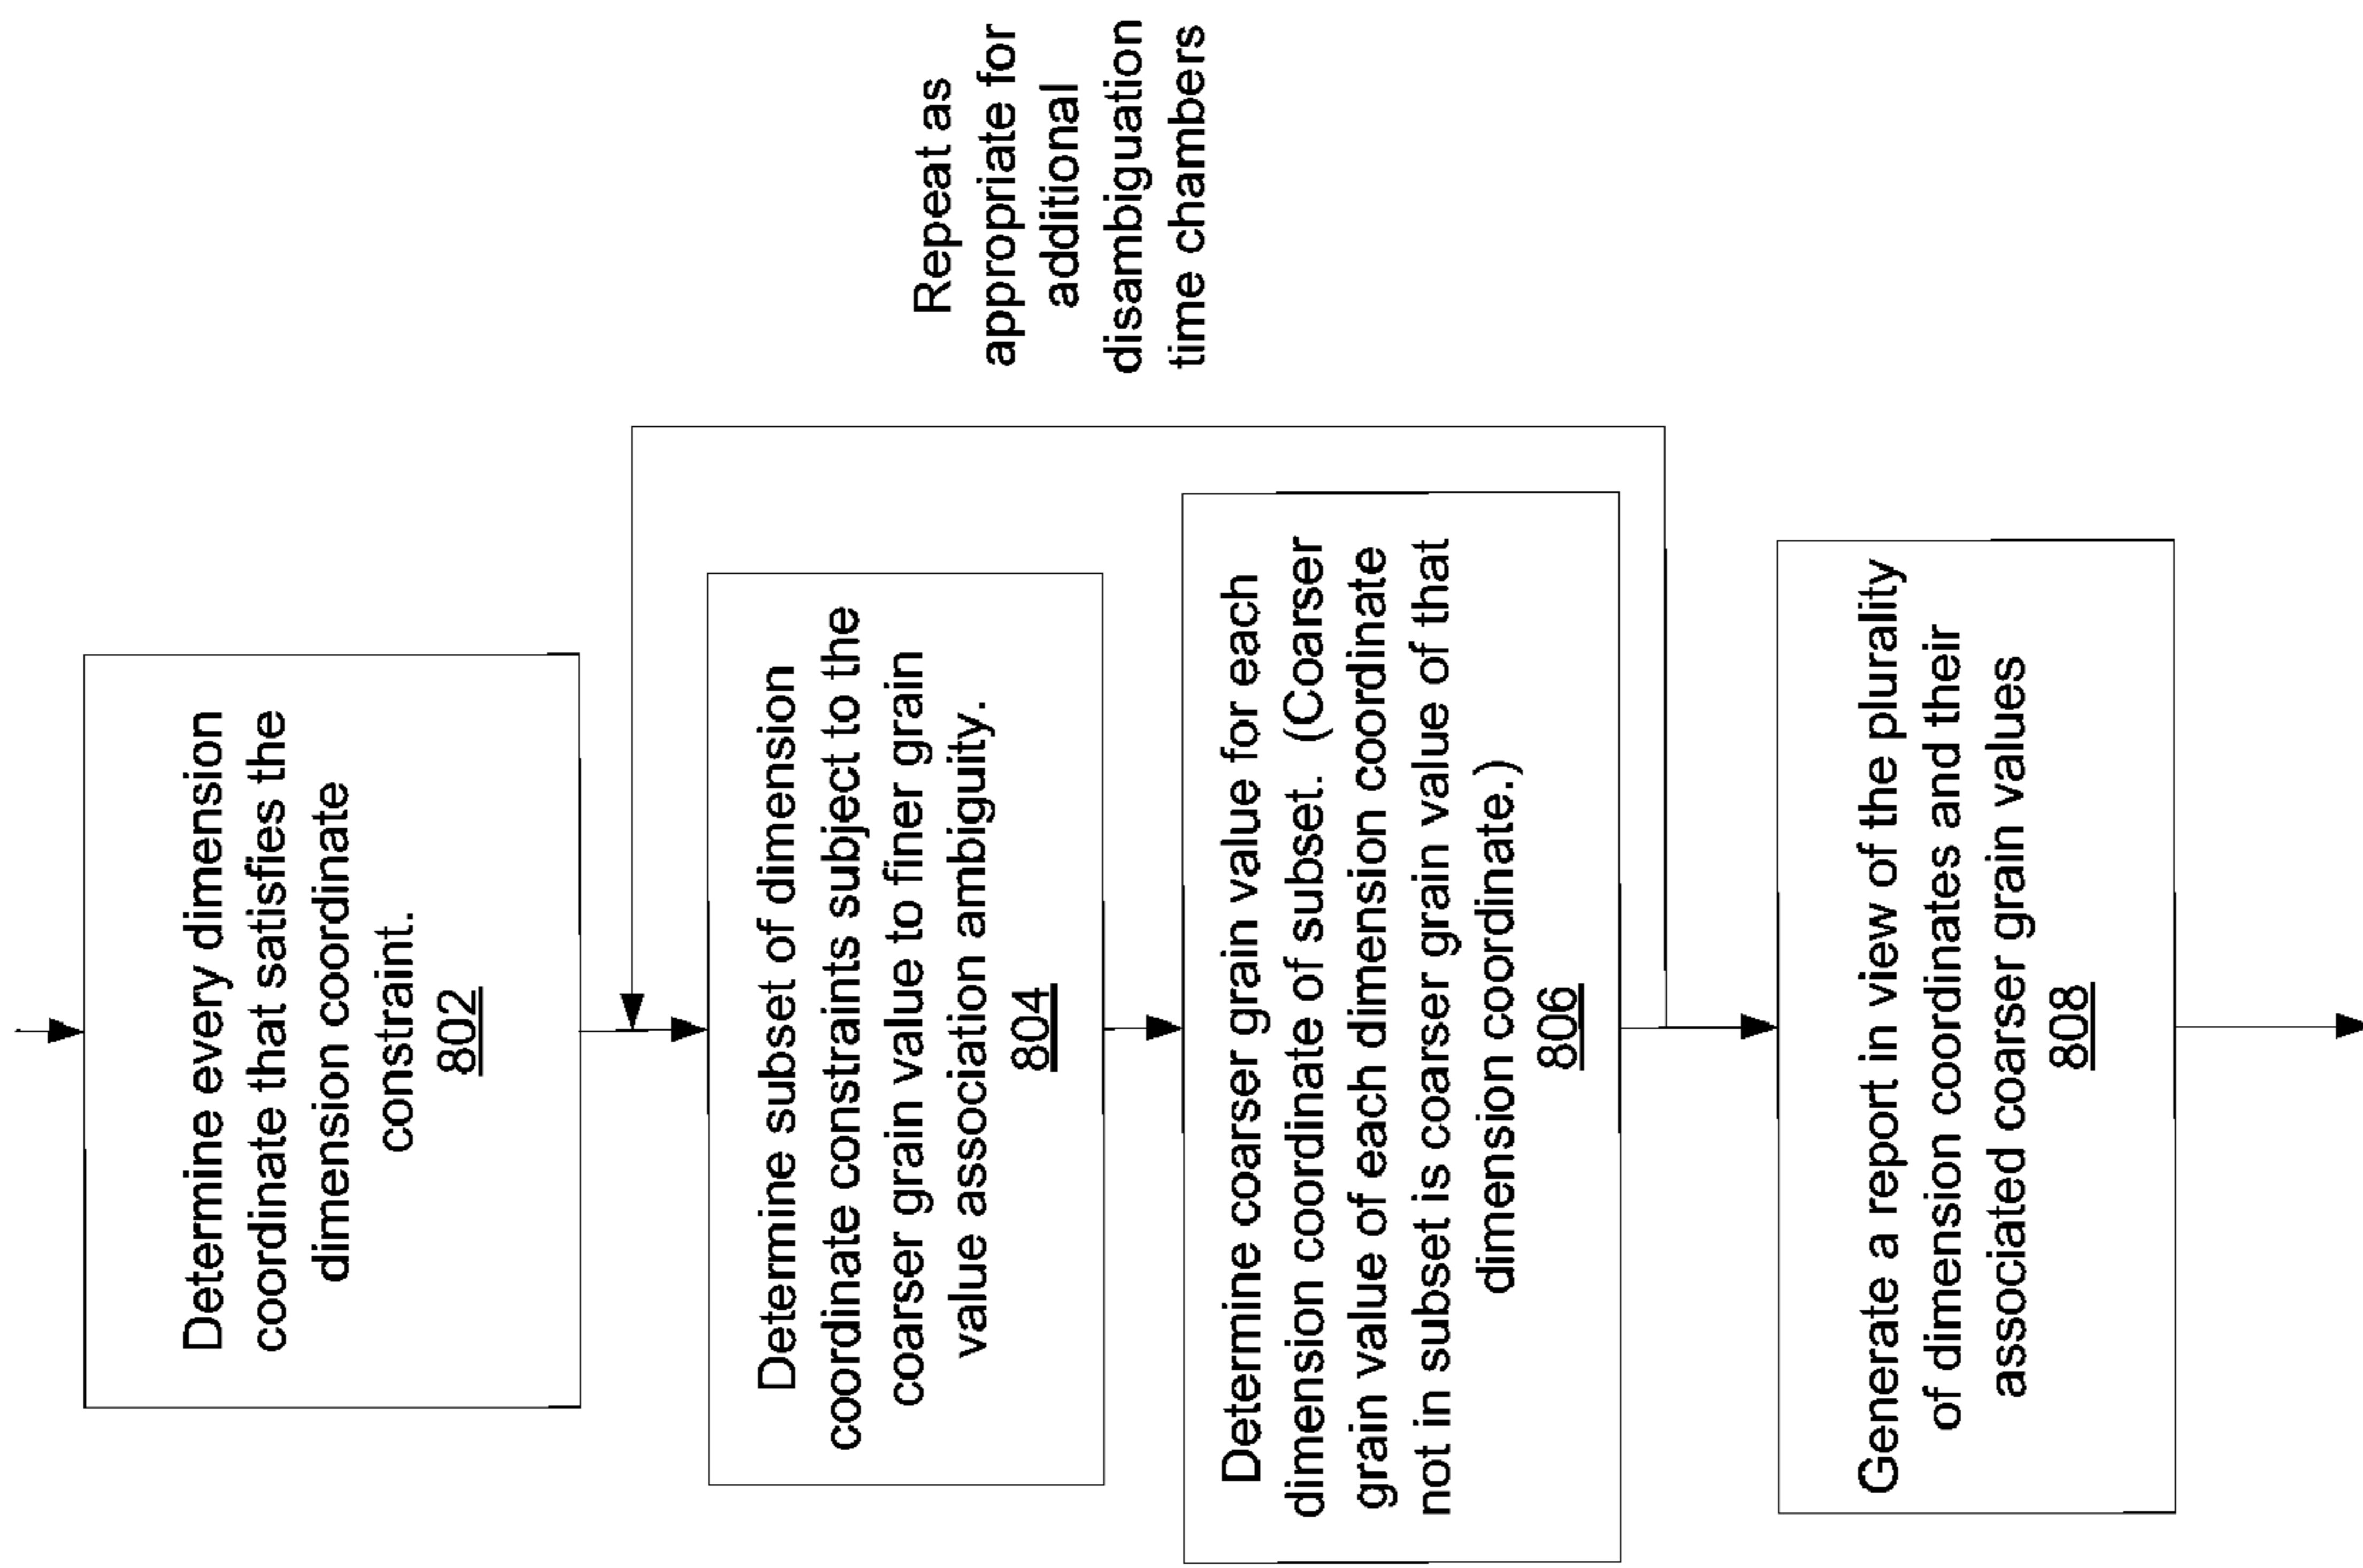 Determine every dimension
coordinate that satisfies the
dimension coordinate
constraint.
802
Determine subset of dimension
coordinate constraints subject to the
coarser grain value to finer grain
value association ambiguity.
804
Determine coarser grain value for each
dimension coordinate of subset. (Coarser
grain value of each dimension coordinate
not in subset is coarser grain value of that
dimension coordinate.)
806
Generate a report in view of the plurality
of dimension coordinates and their
associated coarser grain values
808
Repeat as
appropriate for
additional
disambiguation
time chambers